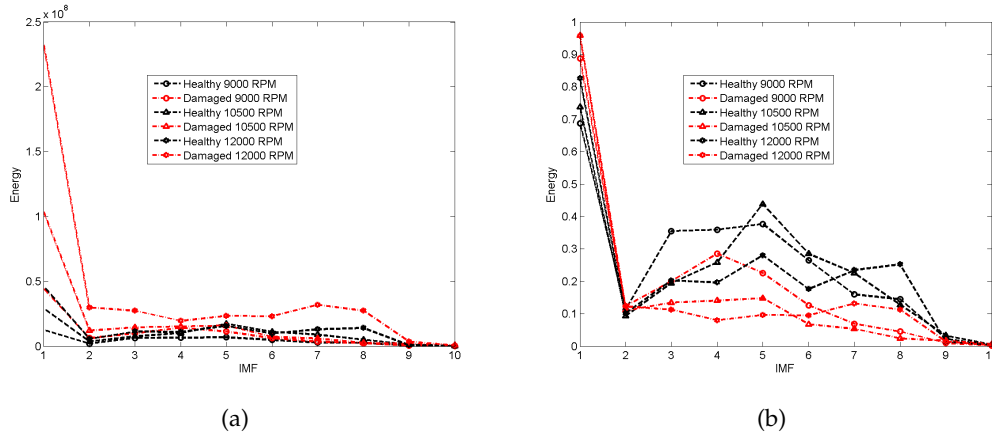 2.5 x 10^8
2
1.5
1
0.5
0
Energy
1 2 3 4 5 6 7 8 9 10
IMF
Healthy 9000 RPM
Damaged 9000 RPM
Healthy 10500 RPM
Damaged 10500 RPM
Healthy 12000 RPM
Damaged 12000 RPM
(a)
1
0.9
0.8
0.7
0.6
0.5
0.4
0.3
0.2
0.1
0
Energy
1 2 3 4 5 6 7 8 9 1
IMF
Healthy 9000 RPM
Damaged 9000 RPM
Healthy 10500 RPM
Damaged 10500 RPM
Healthy 12000 RPM
Damaged 12000 RPM
(b)